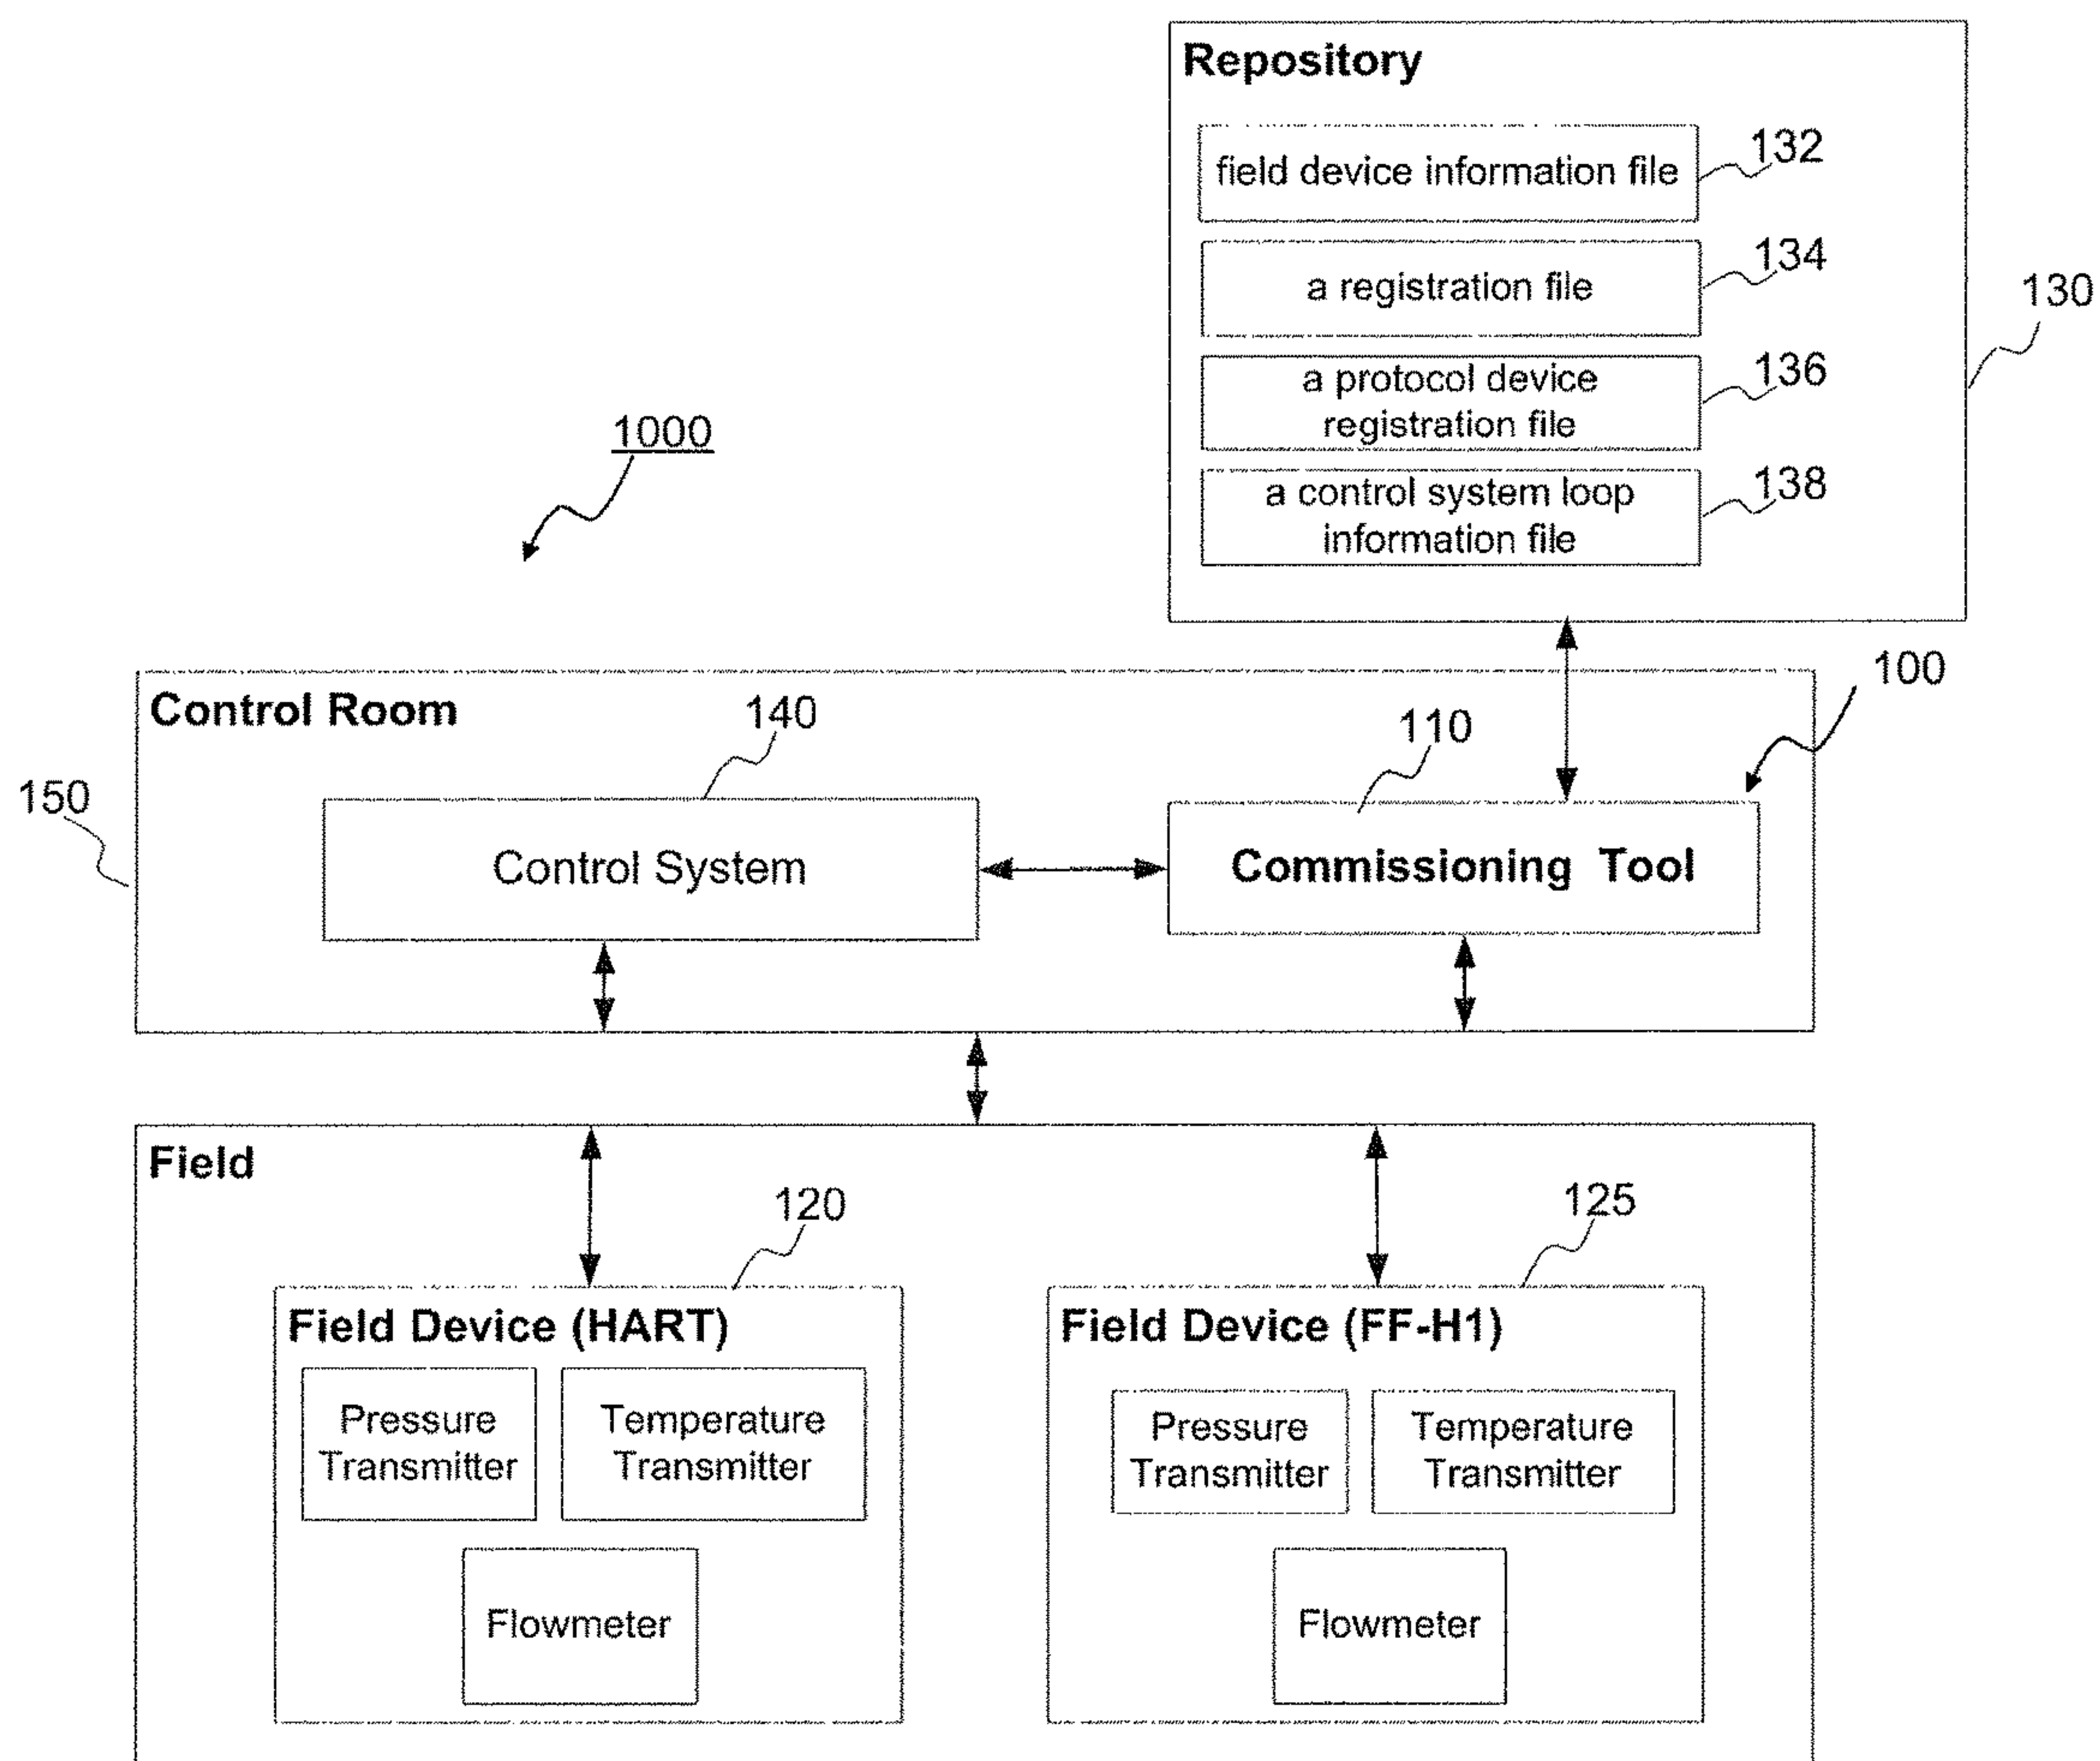 Repository
field device information file
132
a registration file
134
130
a protocol device
registration file
136
a control system loop
information file
138
1000
100
Control Room
140
110
150
Control System
Commissioning Tool
Field
120
125
Field Device (HART)
Pressure
Transmitter
Temperature
Transmitter
Flowmeter
Field Device (FF-H1)
Pressure
Transmitter
Temperature
Transmitter
Flowmeter